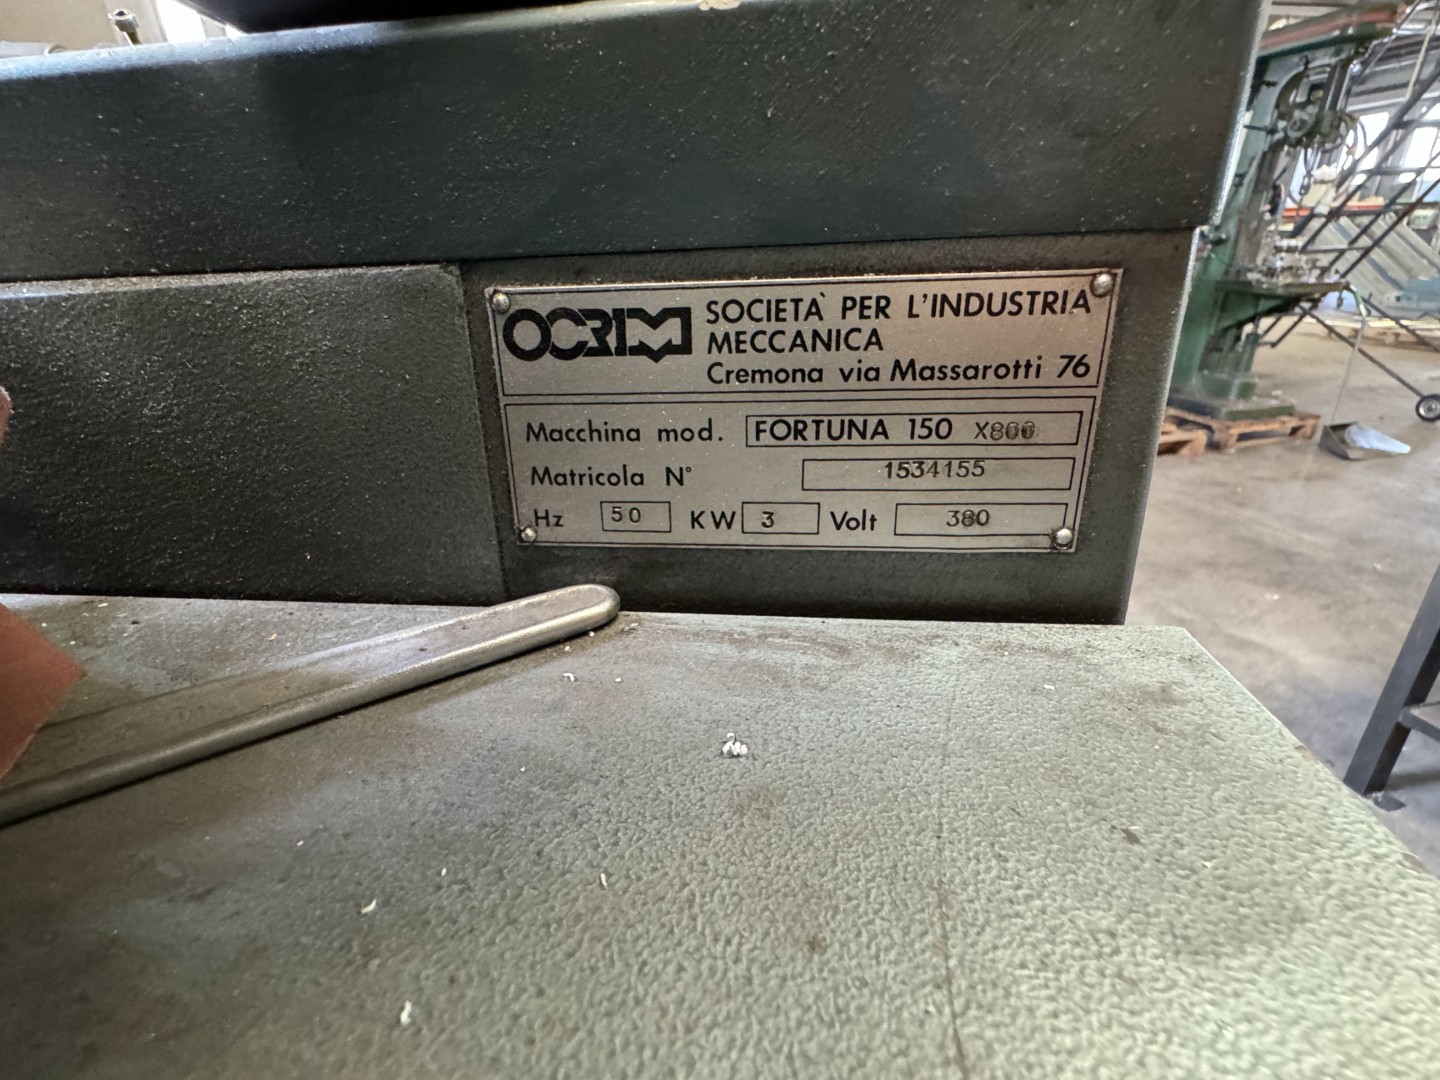 OCRIM
SOCIETÀ PER L'INDUSTRIA
MECCANICA
Cremona via Massarotti 76
Macchina mod. FORTUNA 150 X800
Matricola N° 1534155
Hz 50 KW 3 Volt 380